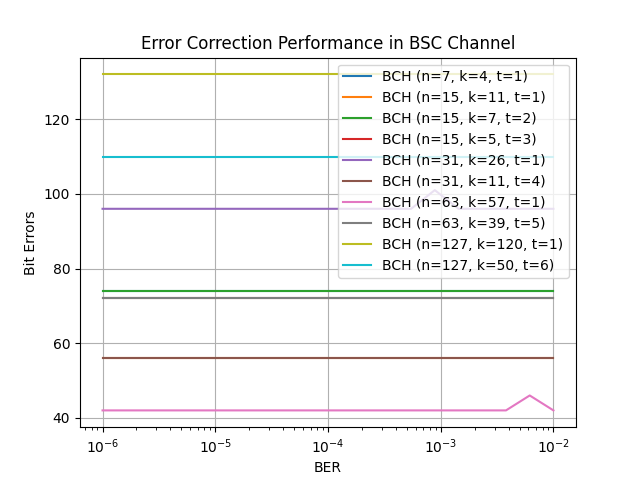 Error Correction Performance in BSC Channel
BCH (n=7, k=4, t=1)
BCH (n=15, k=11, t=1)
BCH (n=15, k=7, t=2)
BCH (n=15, k=5, t=3)
BCH (n=31, k=26, t=1)
BCH (n=31, k=11, t=4)
BCH (n=63, k=57, t=1)
BCH (n=63, k=39, t=5)
BCH (n=127, k=120, t=1)
BCH (n=127, k=50, t=6)
Bit Errors
120
100
80
60
40
10⁻⁶ 10⁻⁵ 10⁻⁴ 10⁻³ 10⁻²
BER